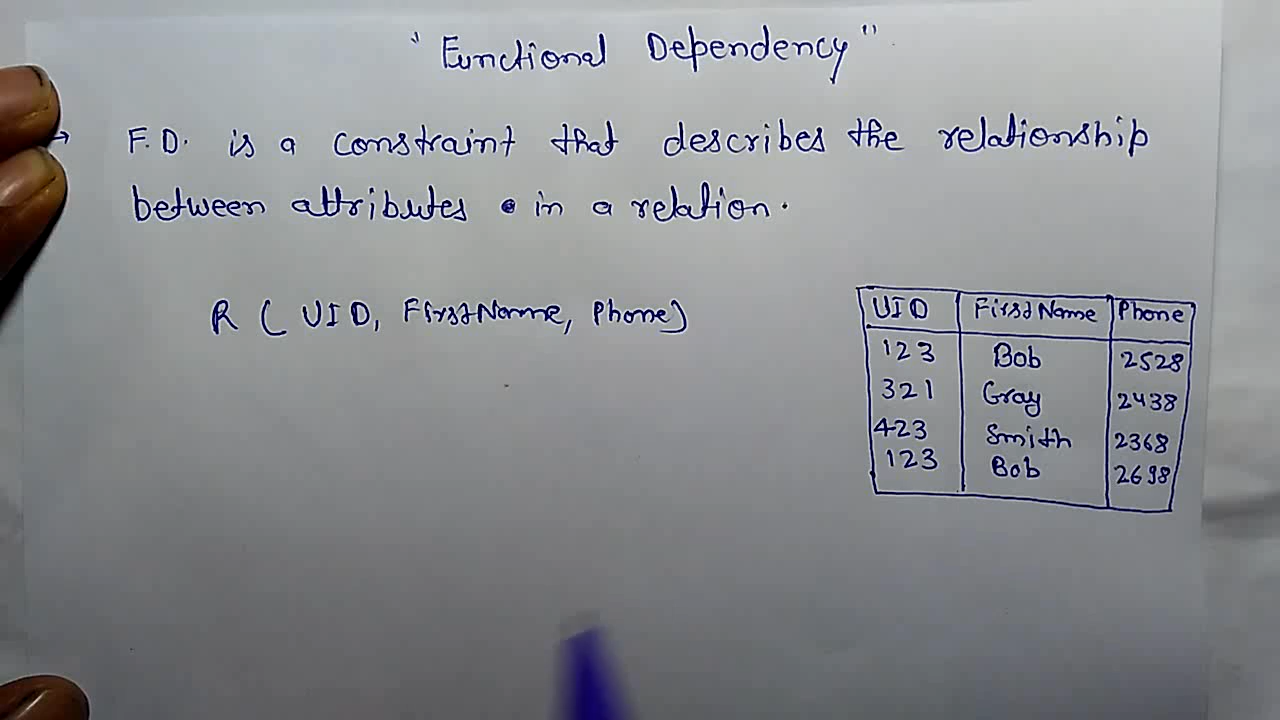 "Functional Dependency"
→ F.D. is a constraint that describes the relationship
between attributes in a relation.
R ( UID, FirstName, Phone)
UID FirstName Phone
123 Bob 2528
321 Gray 2438
423 Smith 2368
123 Bob 2698